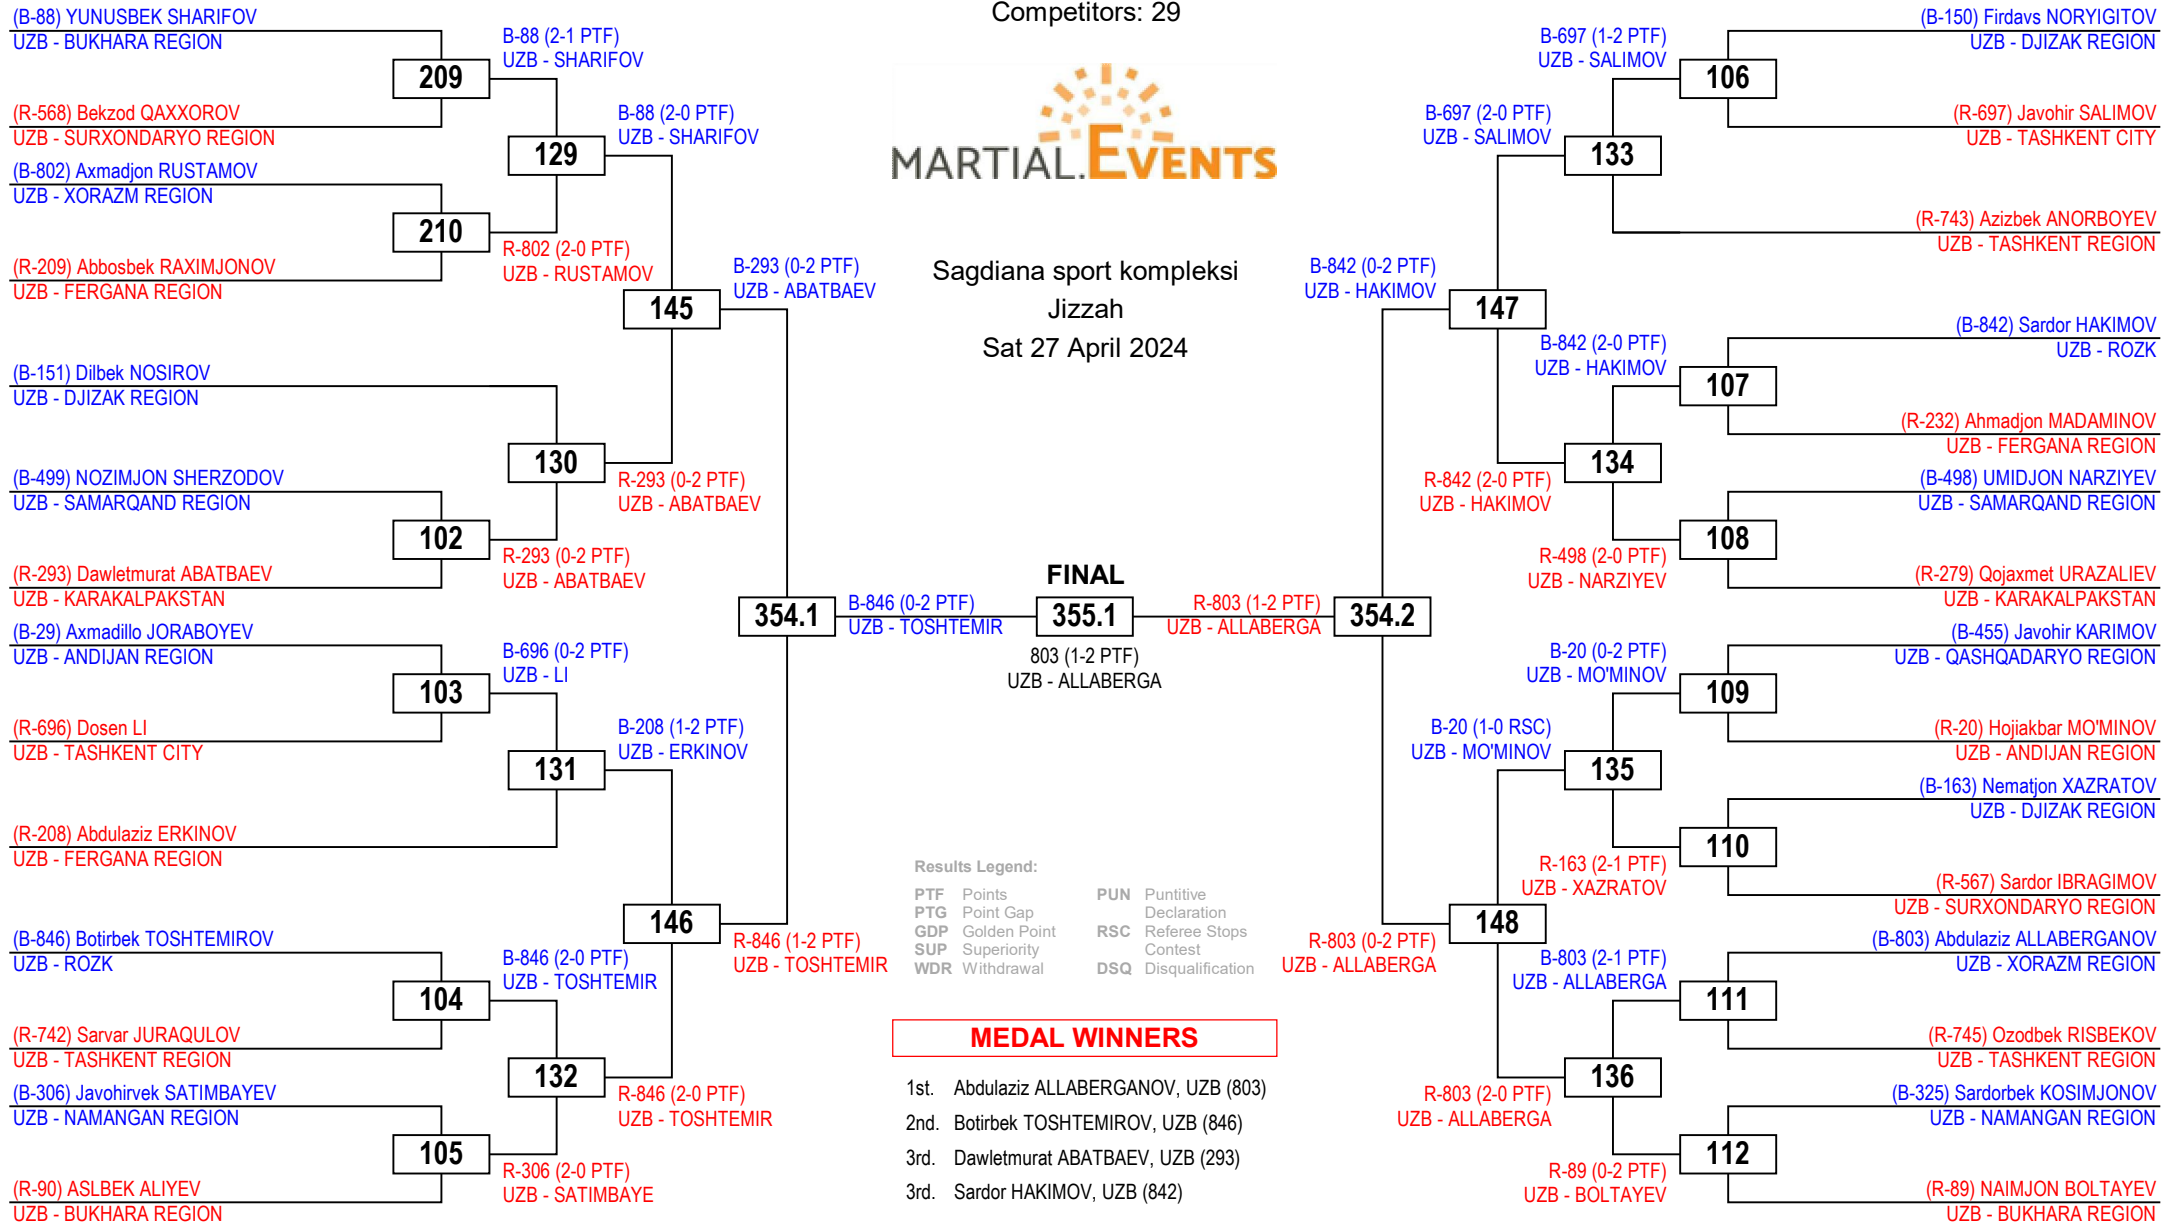 Competitors: 29
MARTIAL.EVENTS
Sagdiana sport kompleksi
Jizzah
Sat 27 April 2024
(B-88) YUNUSBEK SHARIFOV
UZB - BUKHARA REGION
209
(R-568) Bekzod QAXXOROV
UZB - SURXONDARYO REGION
B-88 (2-1 PTF)
UZB - SHARIFOV
(B-802) Axmadjon RUSTAMOV
UZB - XORAZM REGION
210
(R-209) Abbosbek RAXIMJONOV
UZB - FERGANA REGION
R-802 (2-0 PTF)
UZB - RUSTAMOV
129
B-88 (2-0 PTF)
UZB - SHARIFOV
(B-151) Dilbek NOSIROV
UZB - DJIZAK REGION
(B-499) NOZIMJON SHERZODOV
UZB - SAMARQAND REGION
102
(R-293) Dawletmurat ABATBAEV
UZB - KARAKALPAKSTAN
R-293 (0-2 PTF)
UZB - ABATBAEV
130
R-293 (0-2 PTF)
UZB - ABATBAEV
145
B-293 (0-2 PTF)
UZB - ABATBAEV
(B-29) Axmadillo JORABOYEV
UZB - ANDIJAN REGION
103
(R-696) Dosen LI
UZB - TASHKENT CITY
B-696 (0-2 PTF)
UZB - LI
(R-208) Abdulaziz ERKINOV
UZB - FERGANA REGION
131
B-208 (1-2 PTF)
UZB - ERKINOV
(B-846) Botirbek TOSHTEMIROV
UZB - ROZK
104
(R-742) Sarvar JURAQULOV
UZB - TASHKENT REGION
B-846 (2-0 PTF)
UZB - TOSHTEMIR
(B-306) Javohirvek SATIMBAYEV
UZB - NAMANGAN REGION
105
(R-90) ASLBEK ALIYEV
UZB - BUKHARA REGION
R-306 (2-0 PTF)
UZB - SATIMBAYE
132
R-846 (2-0 PTF)
UZB - TOSHTEMIR
146
R-846 (1-2 PTF)
UZB - TOSHTEMIR
354.1
B-846 (0-2 PTF)
UZB - TOSHTEMIR
FINAL
355.1
803 (1-2 PTF)
UZB - ALLABERGA
R-803 (1-2 PTF)
UZB - ALLABERGA
354.2
(B-150) Firdavs NORYIGITOV
UZB - DJIZAK REGION
106
(R-697) Javohir SALIMOV
UZB - TASHKENT CITY
B-697 (1-2 PTF)
UZB - SALIMOV
(R-743) Azizbek ANORBOYEV
UZB - TASHKENT REGION
133
B-697 (2-0 PTF)
UZB - SALIMOV
(B-842) Sardor HAKIMOV
UZB - ROZK
107
(R-232) Ahmadjon MADAMINOV
UZB - FERGANA REGION
B-842 (2-0 PTF)
UZB - HAKIMOV
(B-498) UMIDJON NARZIYEV
UZB - SAMARQAND REGION
108
(R-279) Qojaxmet URAZALIEV
UZB - KARAKALPAKSTAN
R-498 (2-0 PTF)
UZB - NARZIYEV
134
R-842 (2-0 PTF)
UZB - HAKIMOV
147
B-842 (0-2 PTF)
UZB - HAKIMOV
(B-455) Javohir KARIMOV
UZB - QASHQADARYO REGION
109
(R-20) Hojiakbar MO'MINOV
UZB - ANDIJAN REGION
B-20 (0-2 PTF)
UZB - MO'MINOV
(B-163) Nematjon XAZRATOV
UZB - DJIZAK REGION
110
(R-567) Sardor IBRAGIMOV
UZB - SURXONDARYO REGION
R-163 (2-1 PTF)
UZB - XAZRATOV
135
B-20 (1-0 RSC)
UZB - MO'MINOV
(B-803) Abdulaziz ALLABERGANOV
UZB - XORAZM REGION
111
(R-745) Ozodbek RISBEKOV
UZB - TASHKENT REGION
B-803 (2-1 PTF)
UZB - ALLABERGA
(B-325) Sardorbek KOSIMJONOV
UZB - NAMANGAN REGION
112
(R-89) NAIMJON BOLTAYEV
UZB - BUKHARA REGION
R-89 (0-2 PTF)
UZB - BOLTAYEV
136
R-803 (2-0 PTF)
UZB - ALLABERGA
148
R-803 (0-2 PTF)
UZB - ALLABERGA
Results Legend:
PTF Points
PTG Point Gap
GDP Golden Point
SUP Superiority
WDR Withdrawal
PUN Puntitive
Declaration
RSC Referee Stops
Contest
DSQ Disqualification
MEDAL WINNERS
1st. Abdulaziz ALLABERGANOV, UZB (803)
2nd. Botirbek TOSHTEMIROV, UZB (846)
3rd. Dawletmurat ABATBAEV, UZB (293)
3rd. Sardor HAKIMOV, UZB (842)